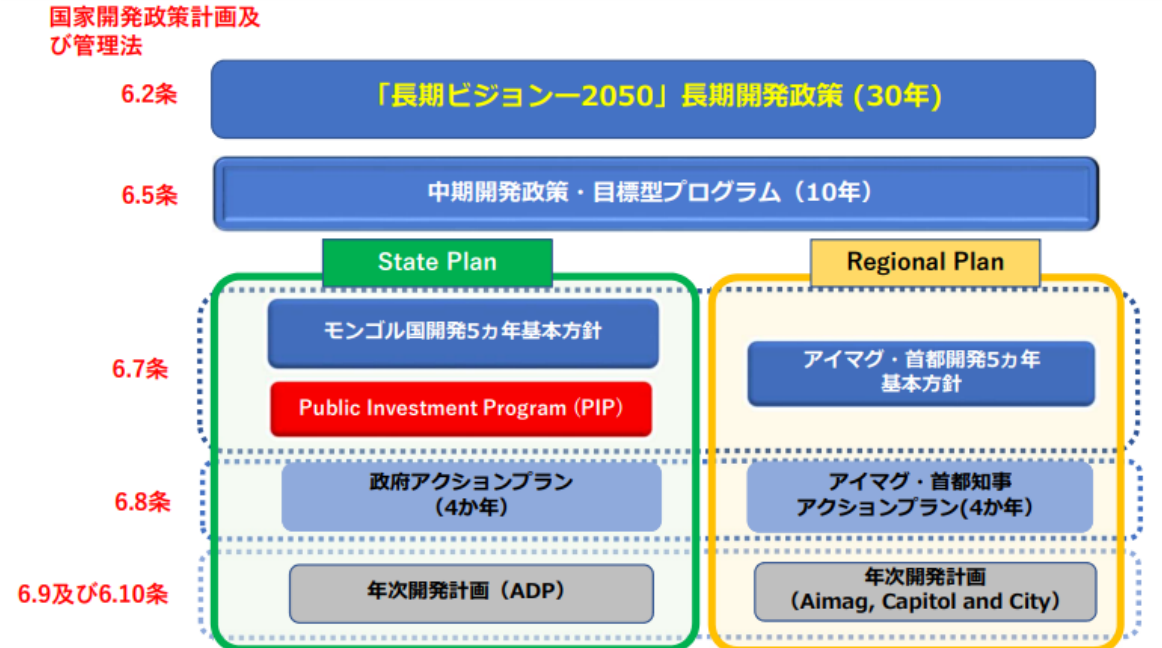 国家開発政策計画及
び管理法
6.2条
「長期ビジョンー2050」長期開発政策 (30年)
6.5条
中期開発政策・目標型プログラム（10年）
State Plan
Regional Plan
6.7条
モンゴル国開発5ヵ年基本方針
Public Investment Program (PIP)
アイマグ・首都開発5ヵ年
基本方針
6.8条
政府アクションプラン
（4か年）
アイマグ・首都知事
アクションプラン(4か年）
6.9及び6.10条
年次開発計画（ADP）
年次開発計画
（Aimag, Capitol and City）